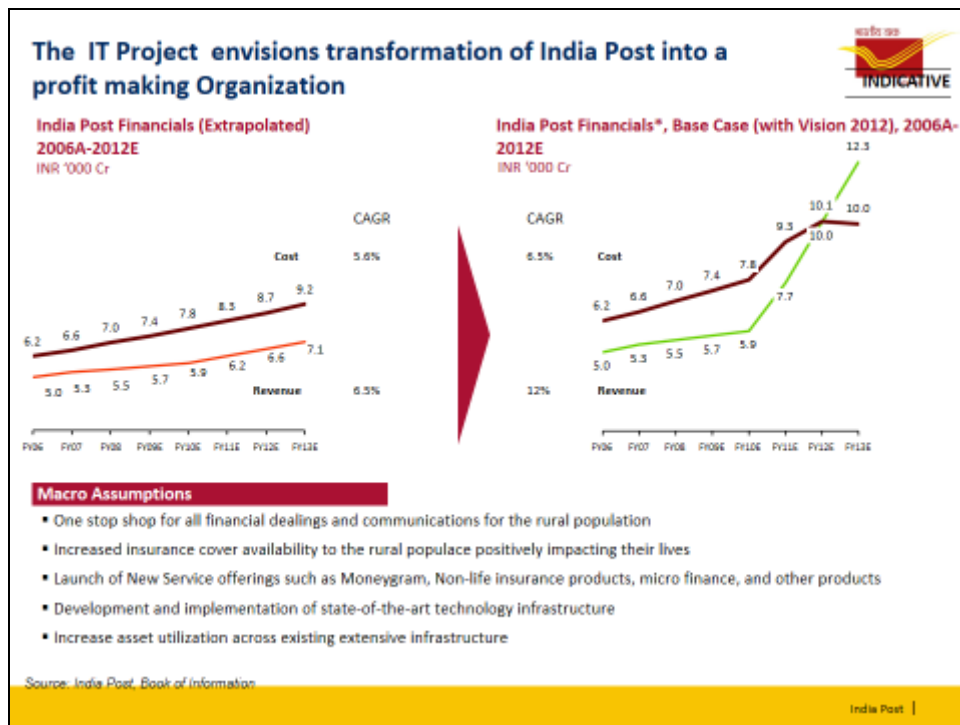 The IT Project envisions transformation of India Post into a
profit making Organization
भारतीय डाक
INDICATIVE
India Post Financials (Extrapolated)
2006A-2012E
INR '000 Cr
India Post Financials*, Base Case (with Vision 2012), 2006A-
2012E
INR '000 Cr
CAGR
Cost 5.6%
6.2 6.6 7.0 7.4 7.8 8.3 8.7 9.2
5.0 5.3 5.5 5.7 5.9 6.2 6.6 7.1
Revenue 6.5%
FY06 FY07 FY08 FY09E FY10E FY11E FY12E FY13E
CAGR
6.5% Cost
6.2 6.6 7.0 7.4 7.8 9.3 10.1 10.0
5.0 5.3 5.5 5.7 5.9 7.7 10.0 12.3
12% Revenue
FY06 FY07 FY08 FY09E FY10E FY11E FY12E FY13E
Macro Assumptions
▪ One stop shop for all financial dealings and communications for the rural population
▪ Increased insurance cover availability to the rural populace positively impacting their lives
▪ Launch of New Service offerings such as Moneygram, Non-life insurance products, micro finance, and other products
▪ Development and implementation of state-of-the-art technology infrastructure
▪ Increase asset utilization across existing extensive infrastructure
Source: India Post, Book of Information
India Post |